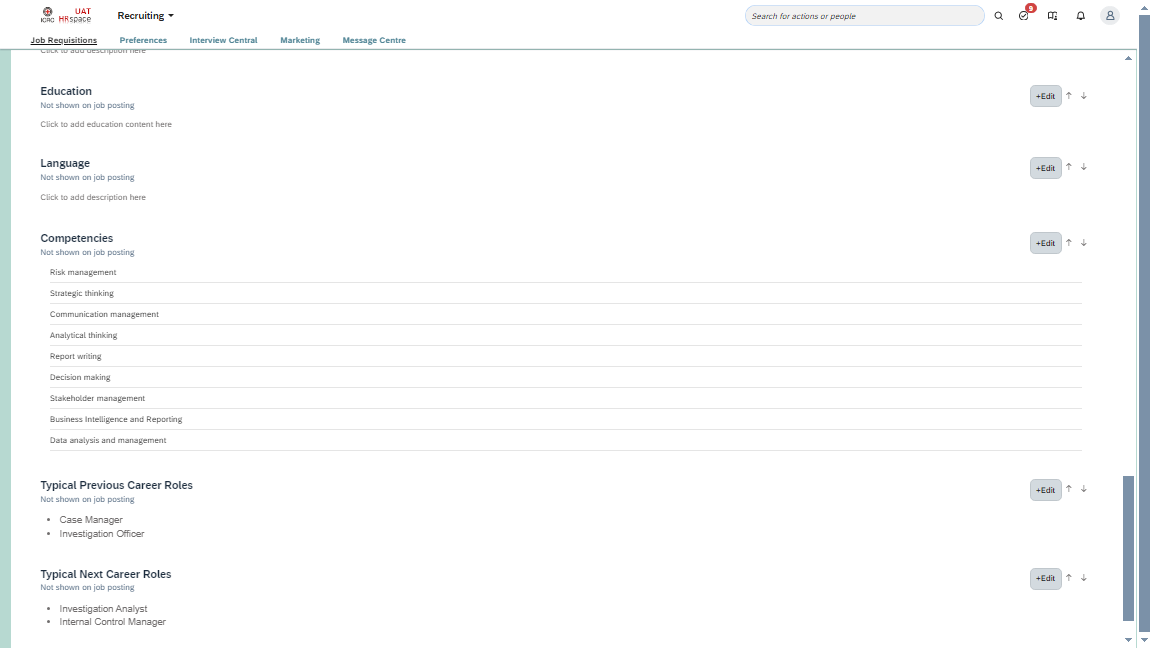 ICRC
UAT
HRspace
Recruiting
Search for actions or people
9
Job Requisitions
Preferences
Interview Central
Marketing
Message Centre
Click to add description here
Education
Not shown on job posting
+Edit
Click to add education content here
Language
Not shown on job posting
+Edit
Click to add description here
Competencies
Not shown on job posting
+Edit
Risk management
Strategic thinking
Communication management
Analytical thinking
Report writing
Decision making
Stakeholder management
Business Intelligence and Reporting
Data analysis and management
Typical Previous Career Roles
Not shown on job posting
+Edit
• Case Manager
• Investigation Officer
Typical Next Career Roles
Not shown on job posting
+Edit
• Investigation Analyst
• Internal Control Manager